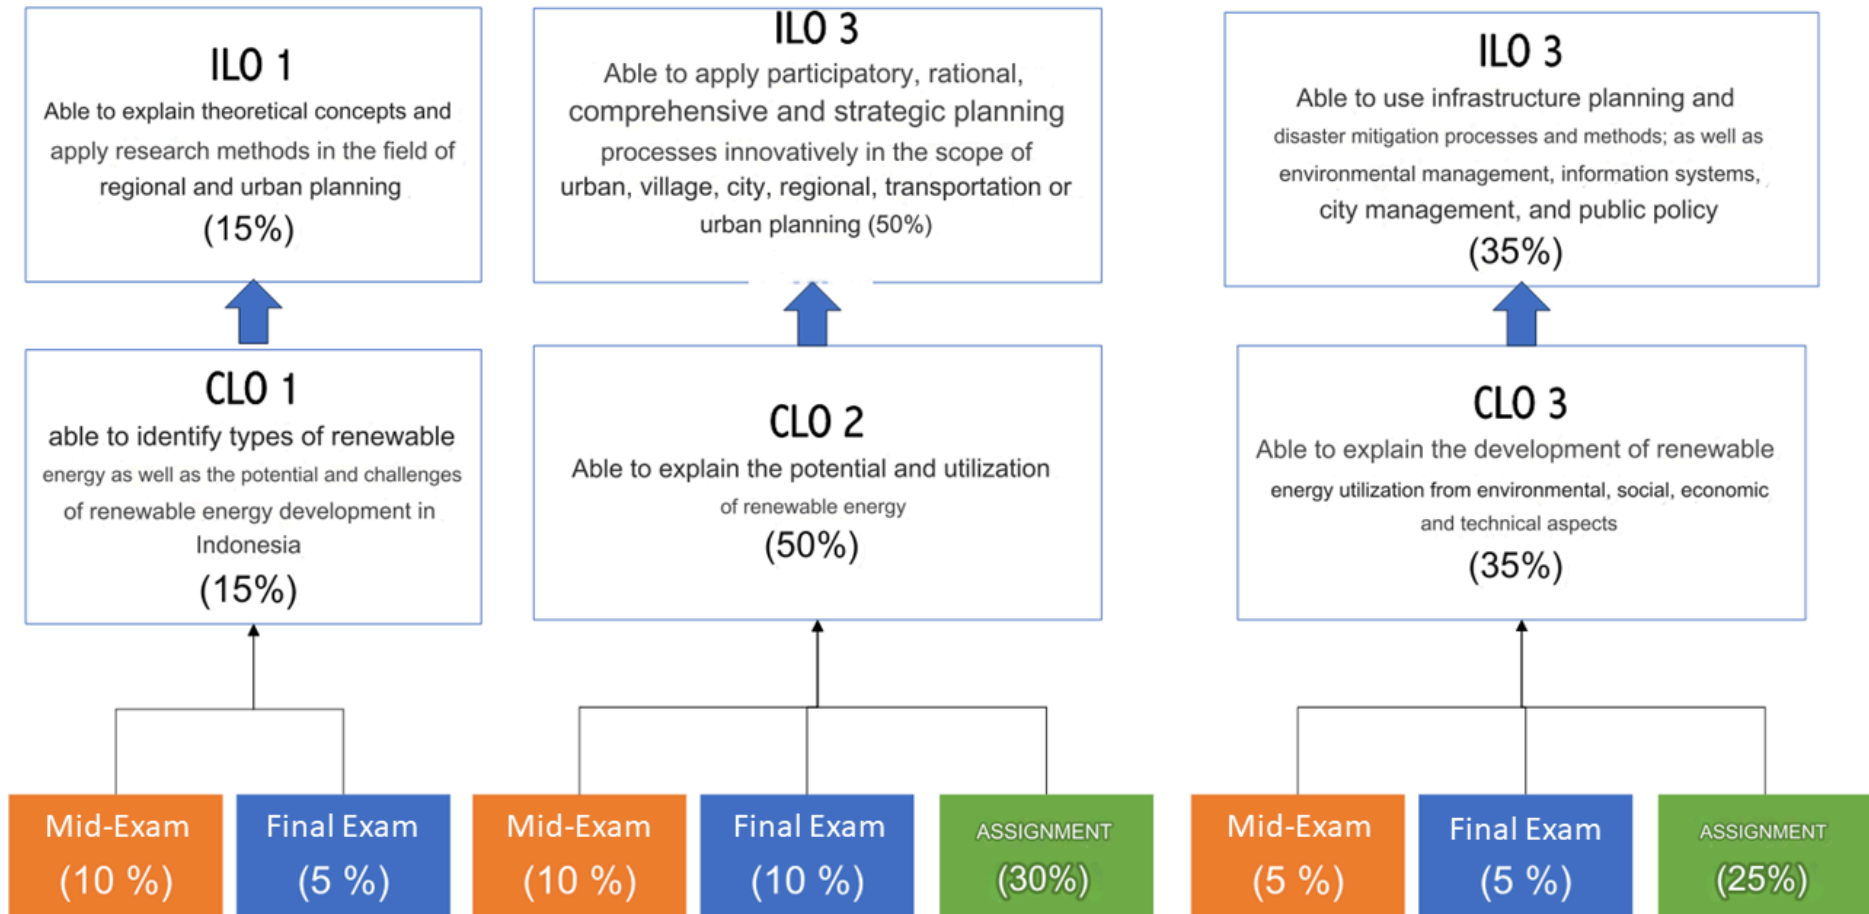 ILO 1
Able to explain theoretical concepts and
apply research methods in the field of
regional and urban planning
(15%)
ILO 3
Able to apply participatory, rational,
comprehensive and strategic planning
processes innovatively in the scope of
urban, village, city, regional, transportation or
urban planning (50%)
ILO 3
Able to use infrastructure planning and
disaster mitigation processes and methods; as well as
environmental management, information systems,
city management, and public policy
(35%)
CLO 1
able to identify types of renewable
energy as well as the potential and challenges
of renewable energy development in
Indonesia
(15%)
CLO 2
Able to explain the potential and utilization
of renewable energy
(50%)
CLO 3
Able to explain the development of renewable
energy utilization from environmental, social, economic
and technical aspects
(35%)
Mid-Exam
(10 %)
Final Exam
(5 %)
Mid-Exam
(10 %)
Final Exam
(10 %)
ASSIGNMENT
(30%)
Mid-Exam
(5 %)
Final Exam
(5 %)
ASSIGNMENT
(25%)